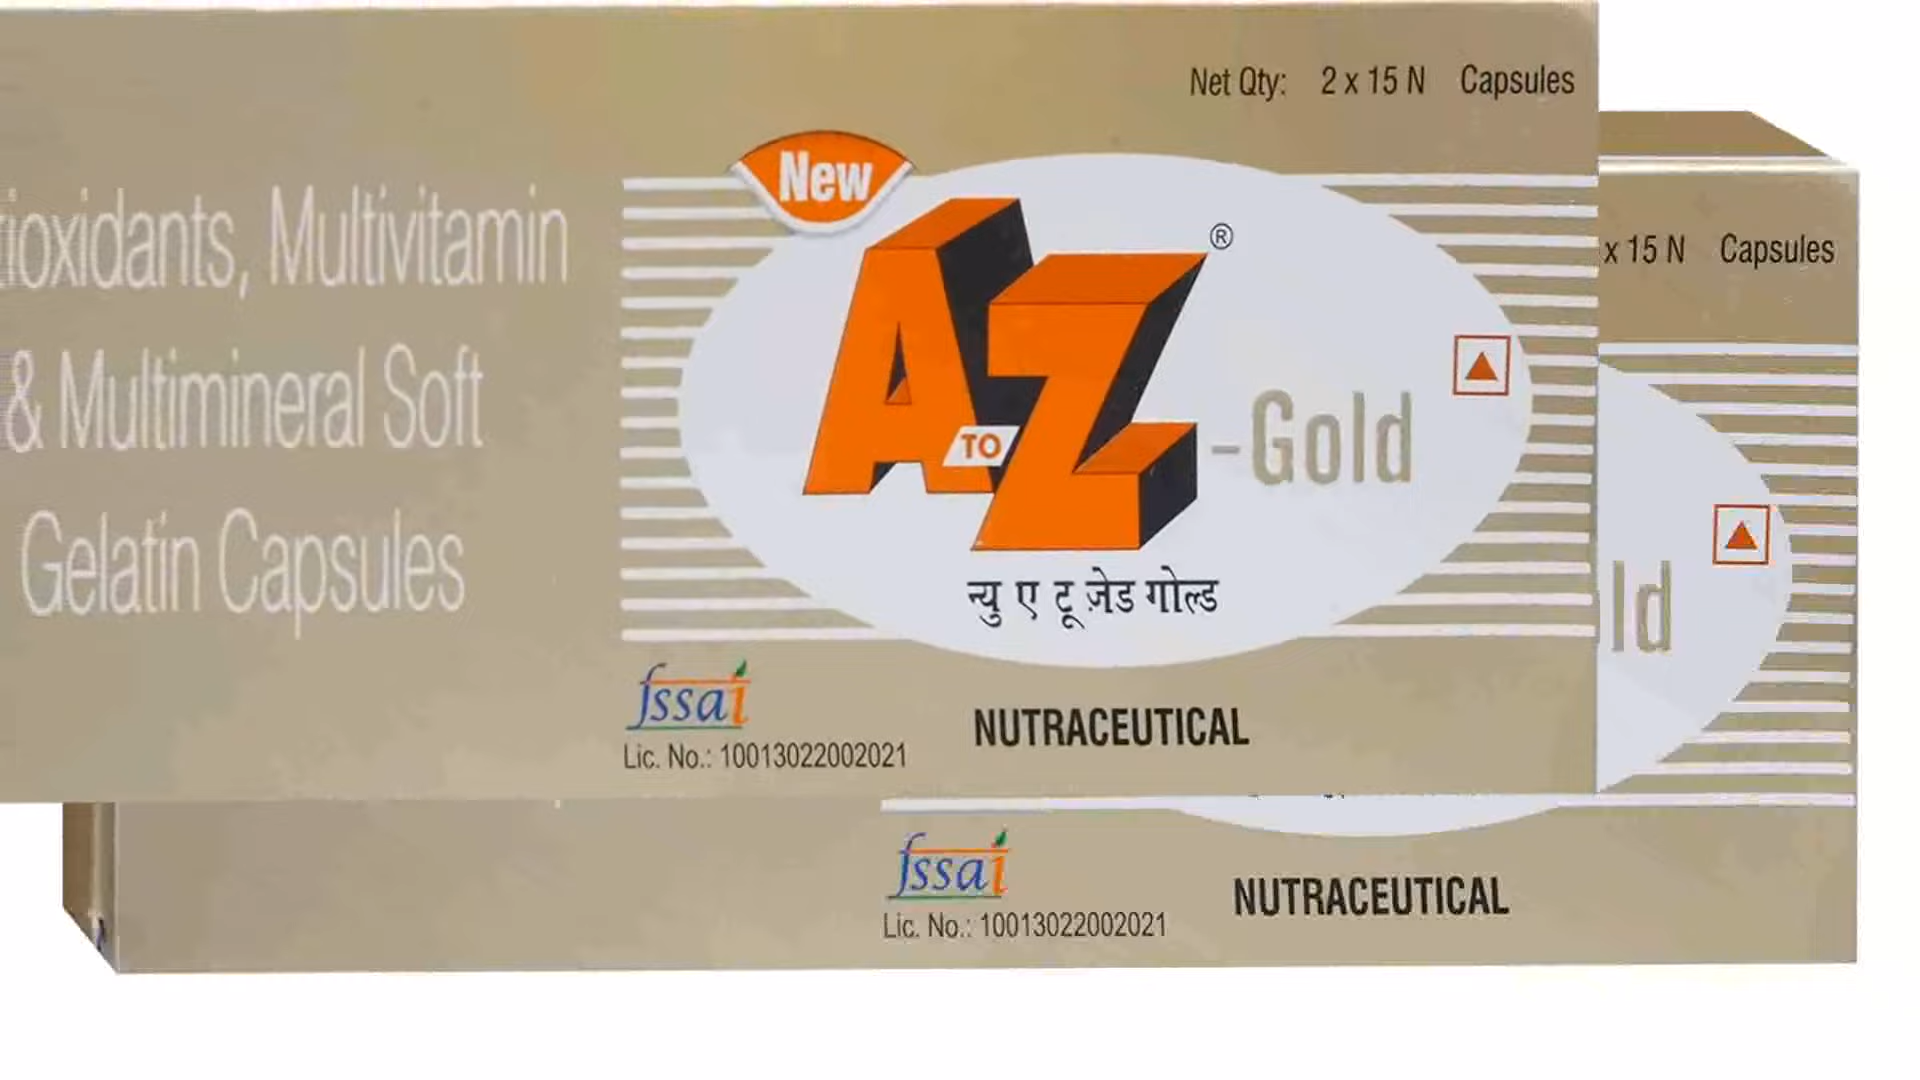 Net Qty: 2 x 15 N Capsules
New
A TO Z®-Gold
न्यु ए टू ज़ेड गोल्ड
ioxidants, Multivitamin
& Multimineral Soft
Gelatin Capsules
fssai
Lic. No.: 10013022002021
NUTRACEUTICAL
x 15 N Capsules
ld
fssai
Lic. No.: 10013022002021
NUTRACEUTICAL